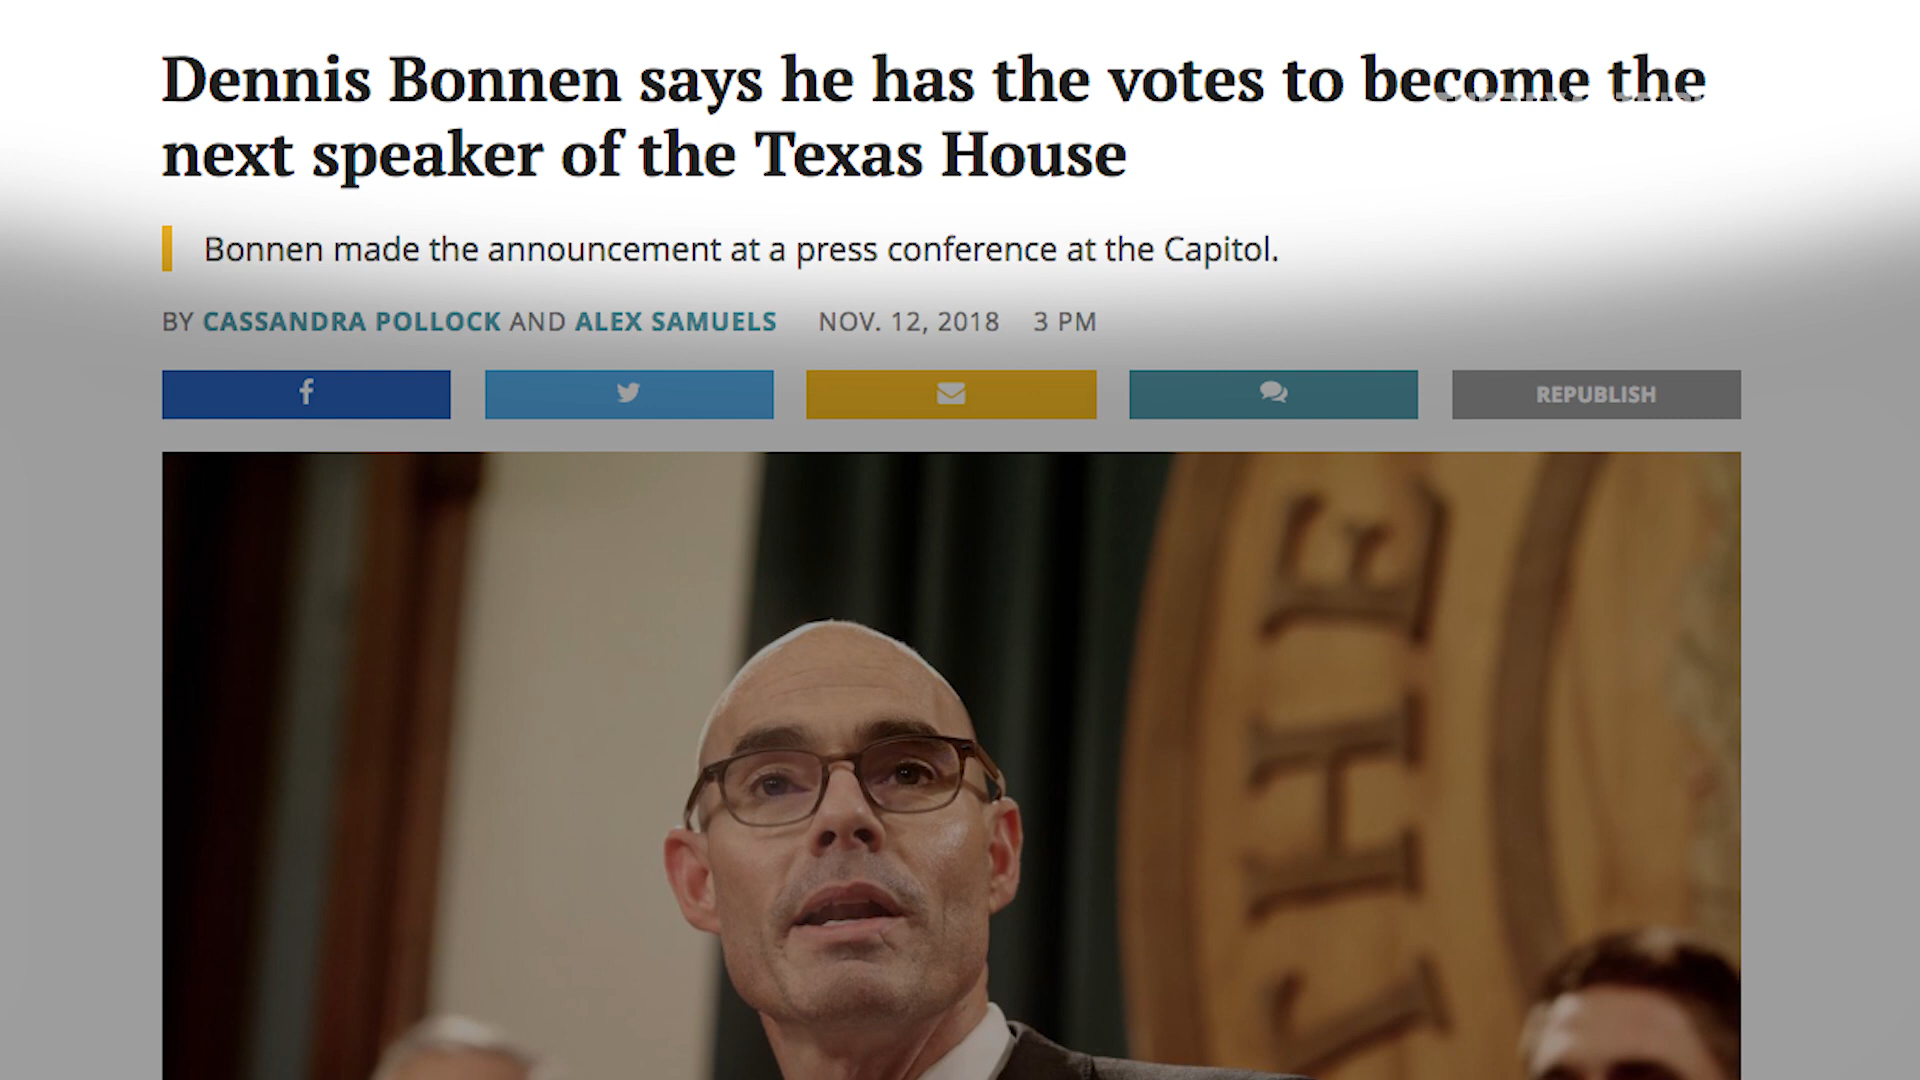 Dennis Bonnen says he has the votes to become the
next speaker of the Texas House
Bonnen made the announcement at a press conference at the Capitol.
BY CASSANDRA POLLOCK AND ALEX SAMUELS NOV. 12, 2018 3 PM
REPUBLISH
THE